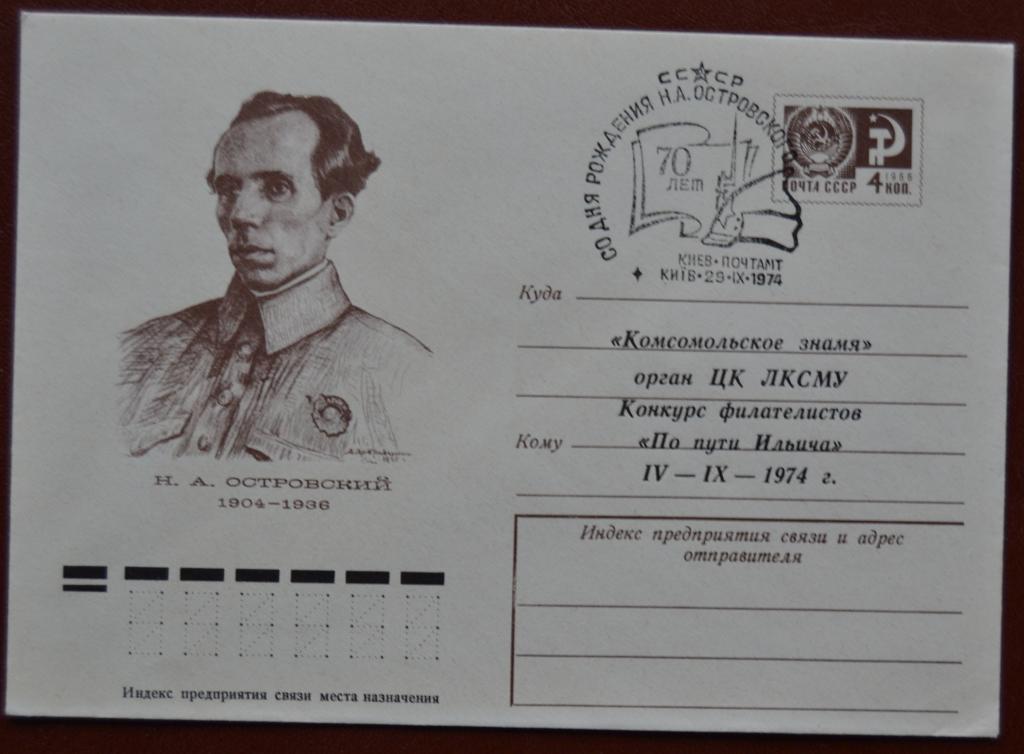 СССР
СО ДНЯ РОЖДЕНИЯ Н.А. ОСТРОВСКОГО
70
ЛЕТ
КИЕВ • ПОЧТАМТ
КИЇВ • 29 • IX • 1974
1966
ПОЧТА СССР 4 КОП.
Куда
«Комсомольское знамя»
орган ЦК ЛКСМУ
Конкурс филателистов
Кому «По пути Ильича»
IV — IX — 1974 г.
Н. А. ОСТРОВСКИЙ
1904–1936
Индекс предприятия связи и адрес
отправителя
Индекс предприятия связи места назначения